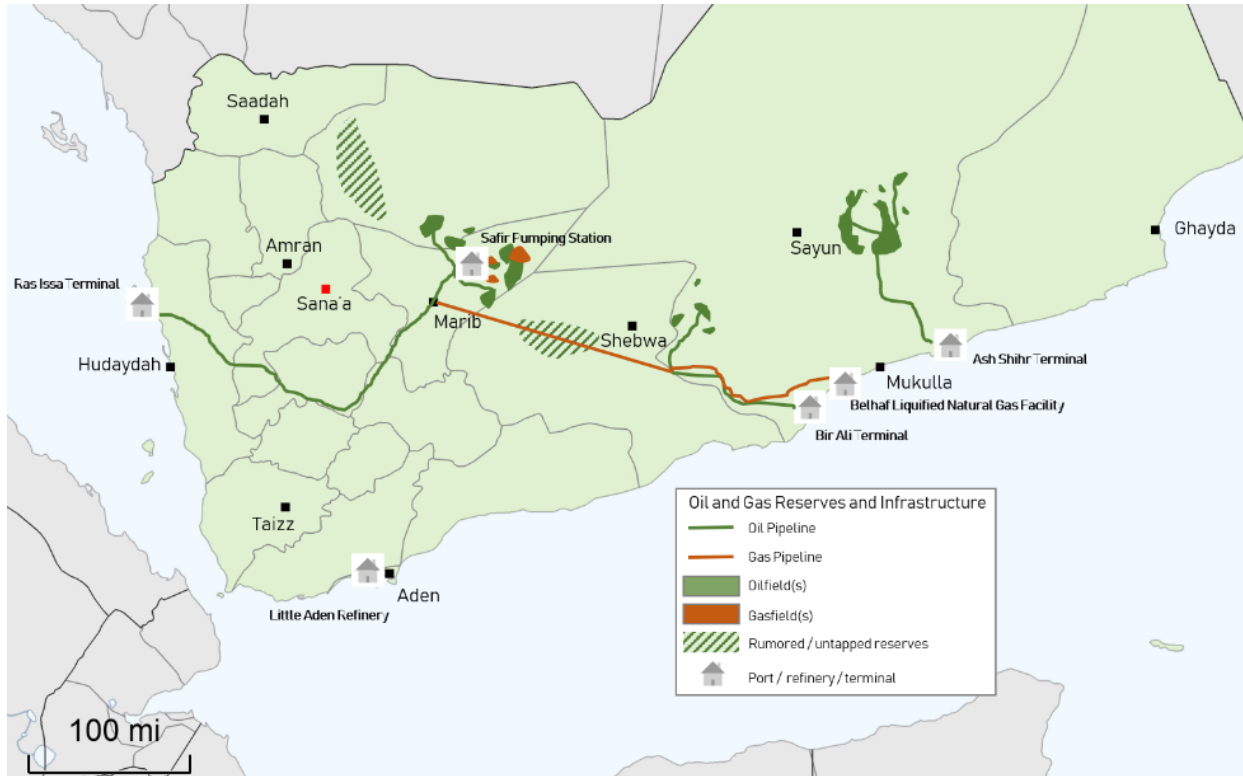 Saadah
Amran
Safir Pumping Station
Sayun
Ghayda
Ras Issa Terminal
Sana'a
Marib
Shebwa
Hudaydah
Ash Shihr Terminal
Mukulla
Belhaf Liquified Natural Gas Facility
Bir Ali Terminal
Taizz
Aden
Little Aden Refinery
Oil and Gas Reserves and Infrastructure
Oil Pipeline
Gas Pipeline
Oilfield(s)
Gasfield(s)
Rumored / untapped reserves
Port / refinery / terminal
100 mi